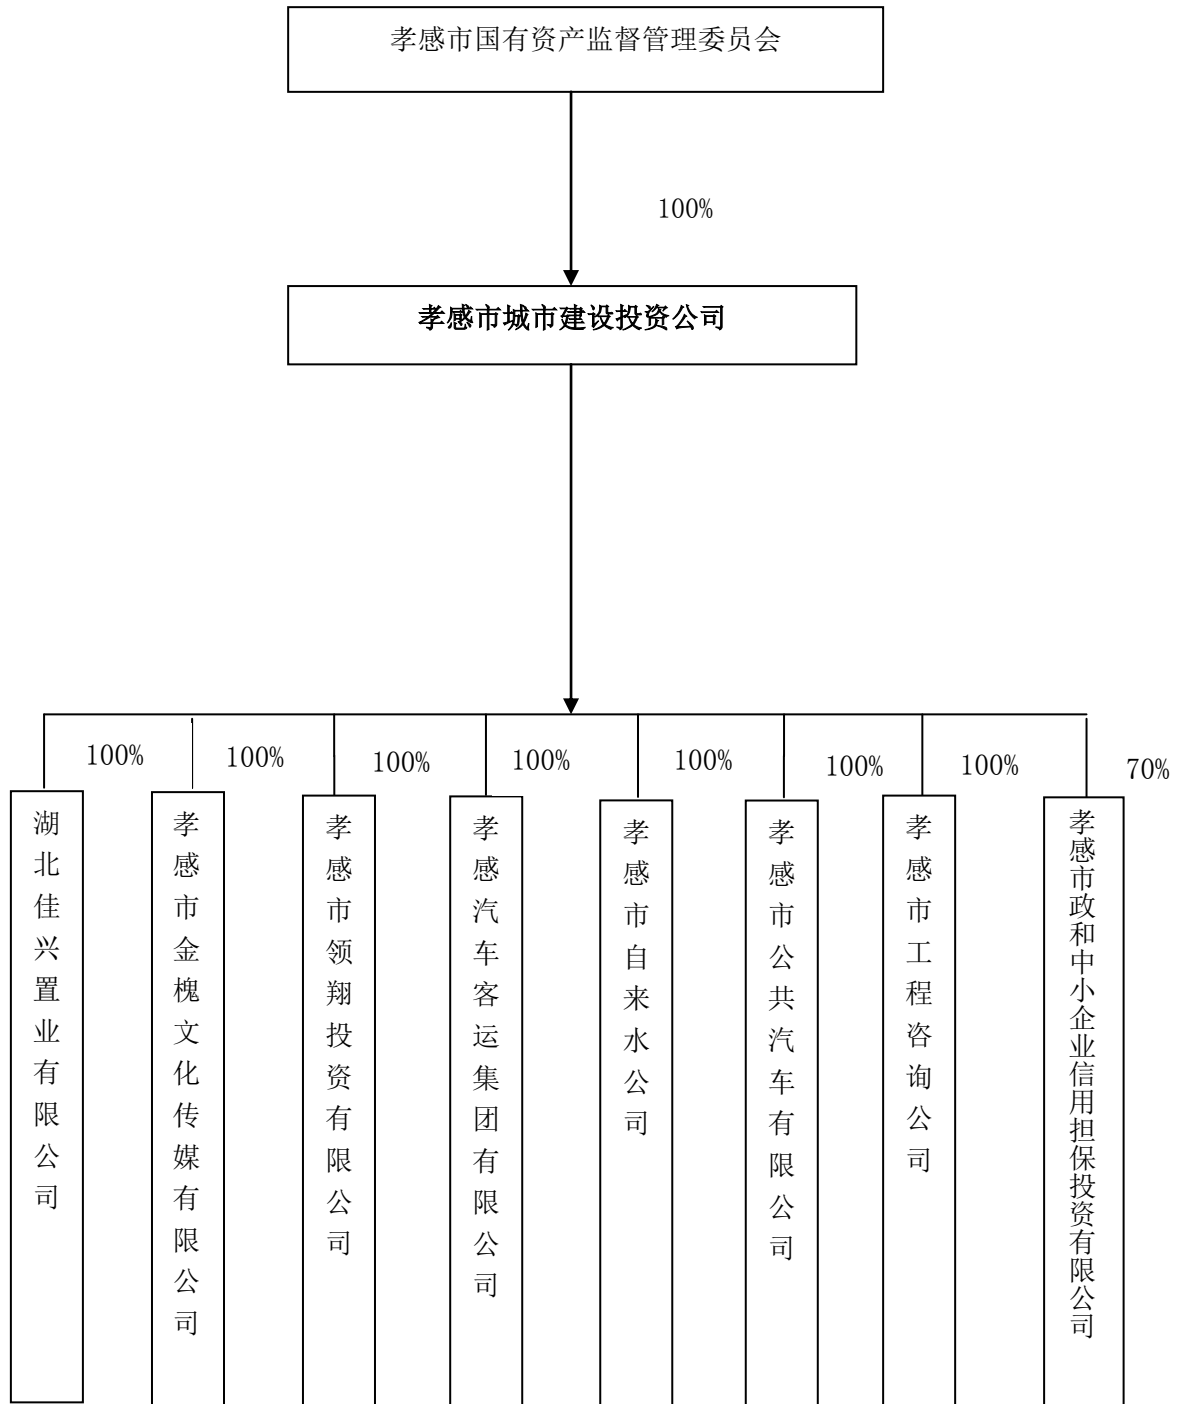 孝感市国有资产监督管理委员会
100%
孝感市城市建设投资公司
100%
100%
100%
100%
100%
100%
100%
70%
湖北佳兴置业有限公司
孝感市金槐文化传媒有限公司
孝感市领翔投资有限公司
孝感汽车客运集团有限公司
孝感市自来水公司
孝感市公共汽车有限公司
孝感市工程咨询公司
孝感市政和中小企业信用担保投资有限公司